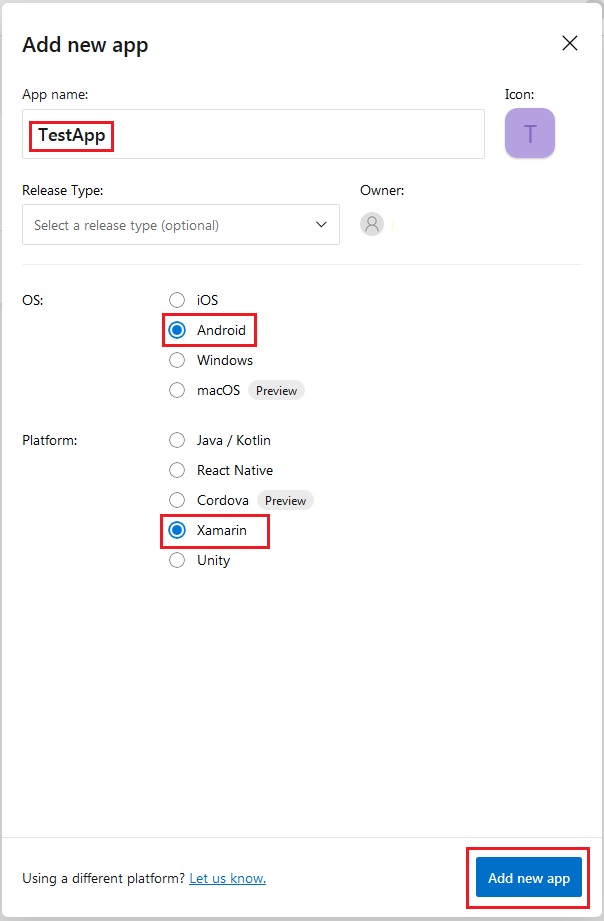 Add new app
App name: Icon:
TestApp T
Release Type: Owner:
Select a release type (optional)
OS: iOS
Android
Windows
macOS Preview
Platform: Java / Kotlin
React Native
Cordova Preview
Xamarin
Unity
Using a different platform? Let us know. Add new app